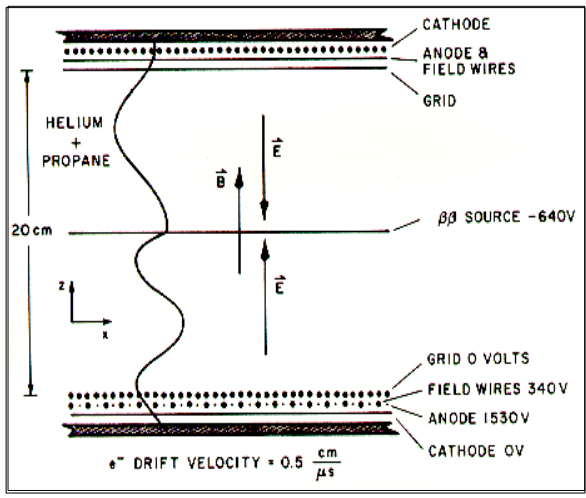 CATHODE
ANODE &
FIELD WIRES
GRID
HELIUM
+
PROPANE
E
B
20cm
ββ SOURCE -640V
E
z
x
GRID 0 VOLTS
FIELD WIRES 340V
ANODE 1530V
CATHODE 0V
e⁻ DRIFT VELOCITY = 0.5 cm/μs